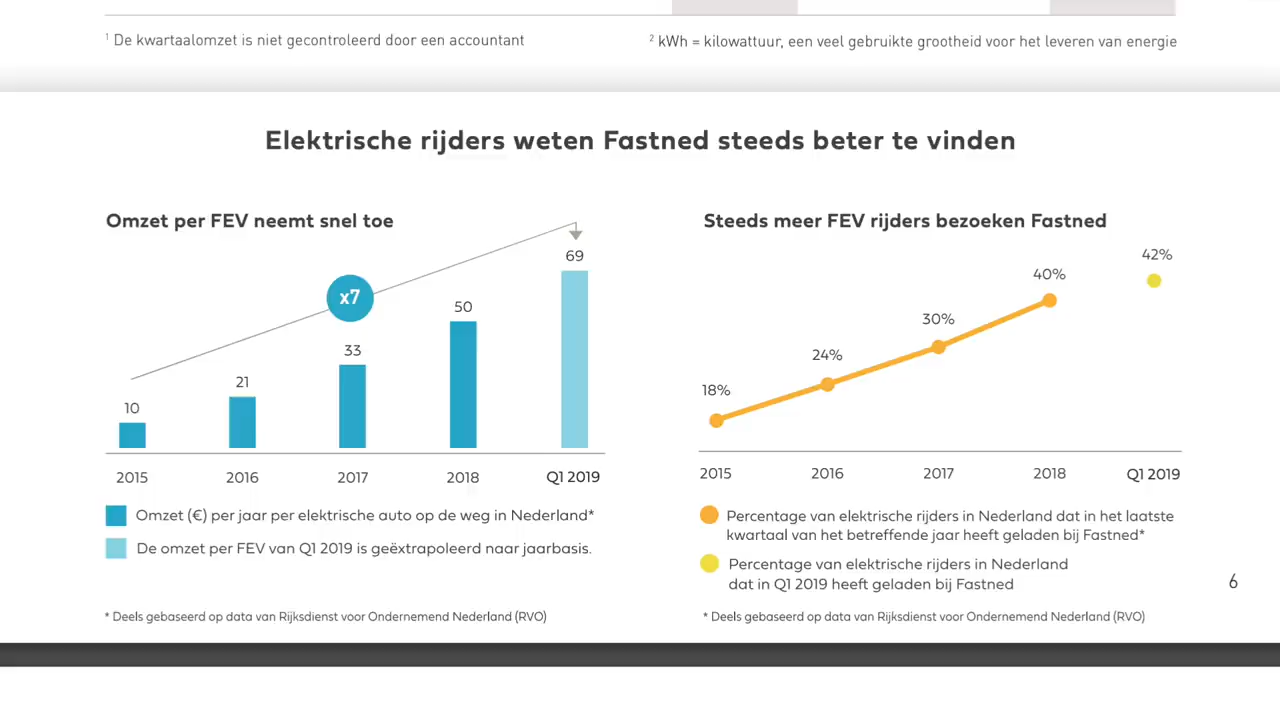 ¹ De kwartaalomzet is niet gecontroleerd door een accountant
² kWh = kilowattuur, een veel gebruikte grootheid voor het leveren van energie
Elektrische rijders weten Fastned steeds beter te vinden
Omzet per FEV neemt snel toe
69
x7
50
33
21
10
2015 2016 2017 2018 Q1 2019
Omzet (€) per jaar per elektrische auto op de weg in Nederland*
De omzet per FEV van Q1 2019 is geëxtrapoleerd naar jaarbasis.
* Deels gebaseerd op data van Rijksdienst voor Ondernemend Nederland (RVO)
Steeds meer FEV rijders bezoeken Fastned
42%
40%
30%
24%
18%
2015 2016 2017 2018 Q1 2019
Percentage van elektrische rijders in Nederland dat in het laatste
kwartaal van het betreffende jaar heeft geladen bij Fastned*
Percentage van elektrische rijders in Nederland
dat in Q1 2019 heeft geladen bij Fastned
* Deels gebaseerd op data van Rijksdienst voor Ondernemend Nederland (RVO)
6